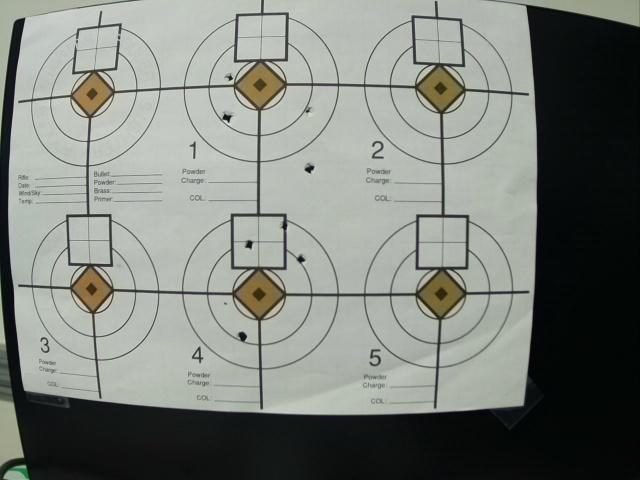 1
2
Rifle:
Date:
Wind/Sky:
Temp:
Bullet:
Powder:
Brass:
Primer:
Powder
Charge:
COL:
Powder
Charge:
COL:
3
Powder
Charge:
COL:
4
Powder
Charge:
COL:
5
Powder
Charge:
COL: